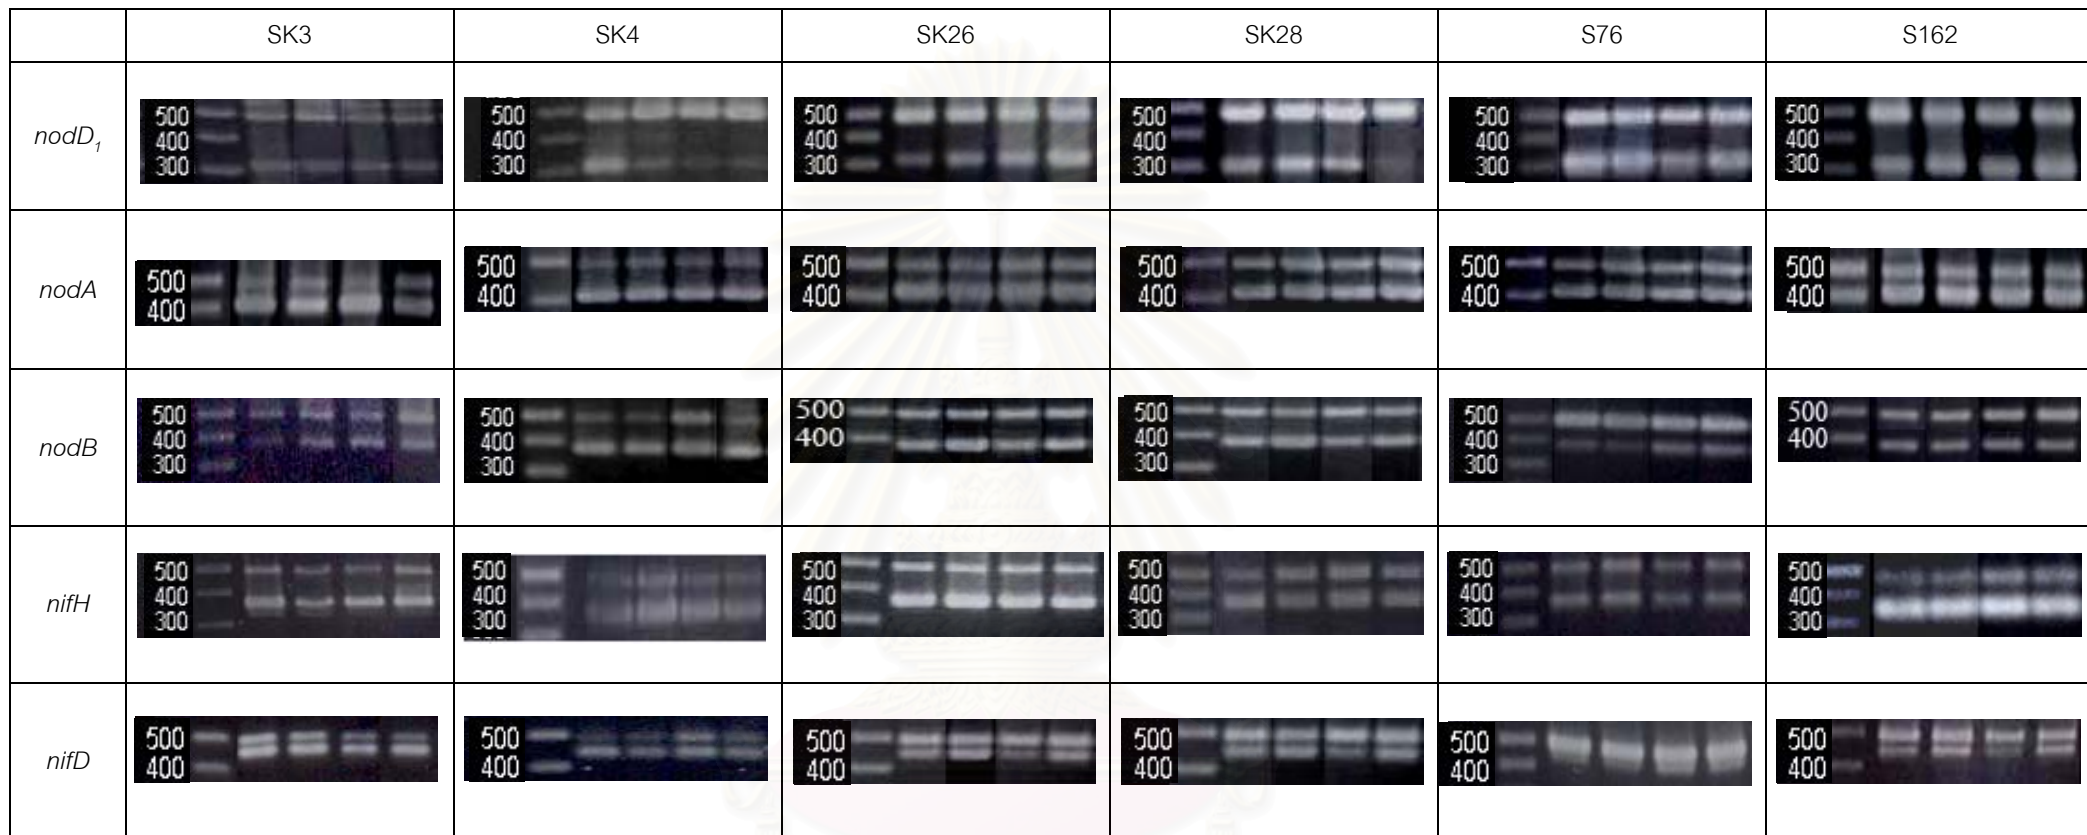 SK3 SK4 SK26 SK28 S76 S162
nodD₁
500 500 500 500 500 500
400 400 400 400 400 400
300 300 300 300 300 300
nodA
500 500 500 500 500 500
400 400 400 400 400 400
nodB
500 500 500 500 500 500
400 400 400 400 400 400
300 300 300 300
nifH
500 500 500 500 500 500
400 400 400 400 400 400
300 300 300 300 300 300
nifD
500 500 500 500 500 500
400 400 400 400 400 400